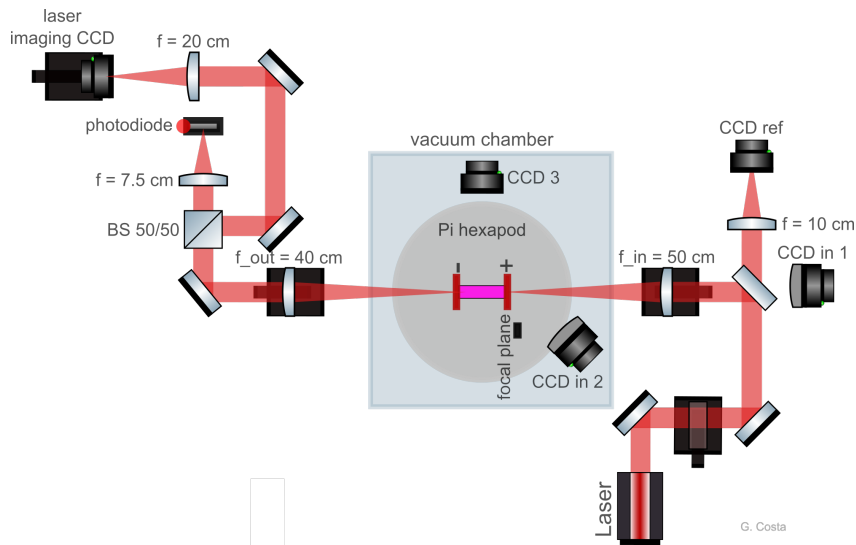 laser
imaging CCD
f = 20 cm
photodiode
f = 7.5 cm
BS 50/50
f_out = 40 cm
vacuum chamber
CCD 3
Pi hexapod
- +
focal plane
CCD in 2
f_in = 50 cm
CCD ref
f = 10 cm
CCD in 1
Laser
G. Costa